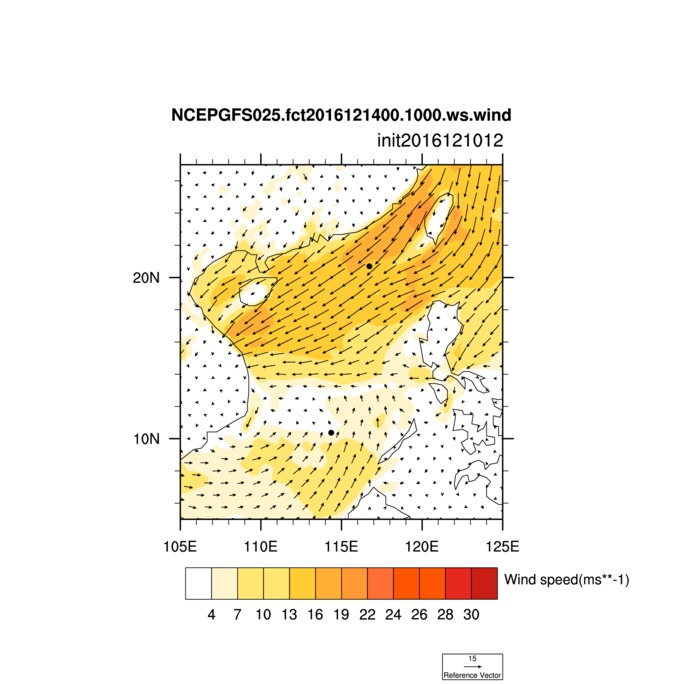 NCEPGFS025.fct2016121400.1000.ws.wind
init2016121012
20N
10N
105E 110E 115E 120E 125E
Wind speed(ms**-1)
4 7 10 13 16 19 22 24 26 28 30
15
Reference Vector